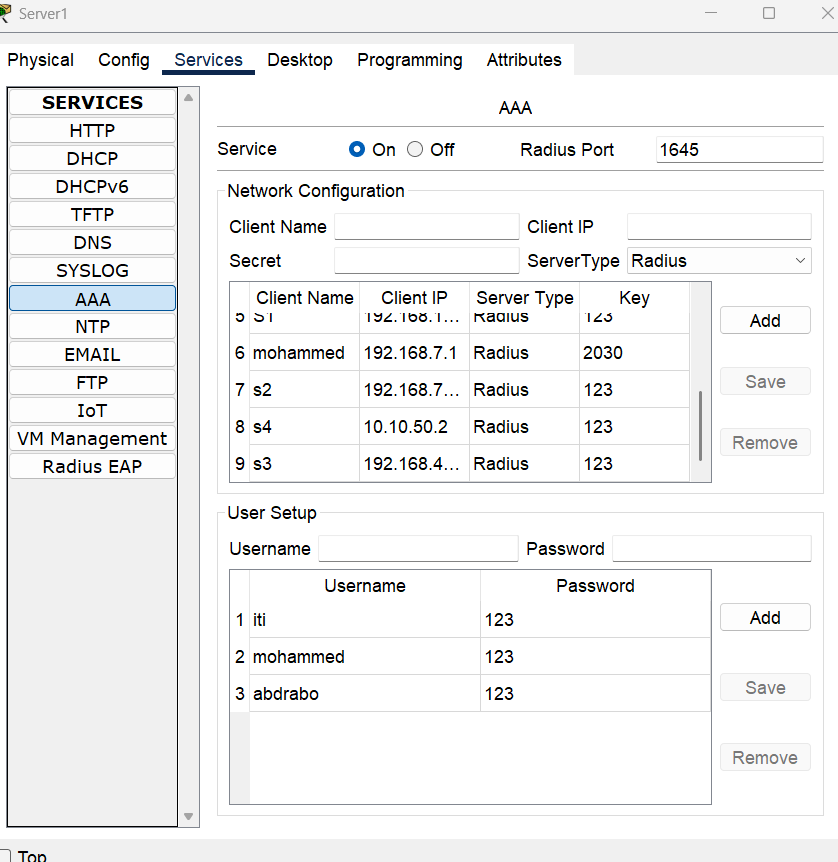 Server1
Physical Config Services Desktop Programming Attributes
SERVICES
HTTP
DHCP
DHCPv6
TFTP
DNS
SYSLOG
AAA
NTP
EMAIL
FTP
IoT
VM Management
Radius EAP
AAA
Service On Off Radius Port 1645
Network Configuration
Client Name Client IP
Secret ServerType Radius
Client Name Client IP Server Type Key
5 S1 192.168.1... Radius 123
6 mohammed 192.168.7.1 Radius 2030
7 s2 192.168.7... Radius 123
8 s4 10.10.50.2 Radius 123
9 s3 192.168.4... Radius 123
Add
Save
Remove
User Setup
Username Password
Username Password
1 iti 123
2 mohammed 123
3 abdrabo 123
Add
Save
Remove
Top